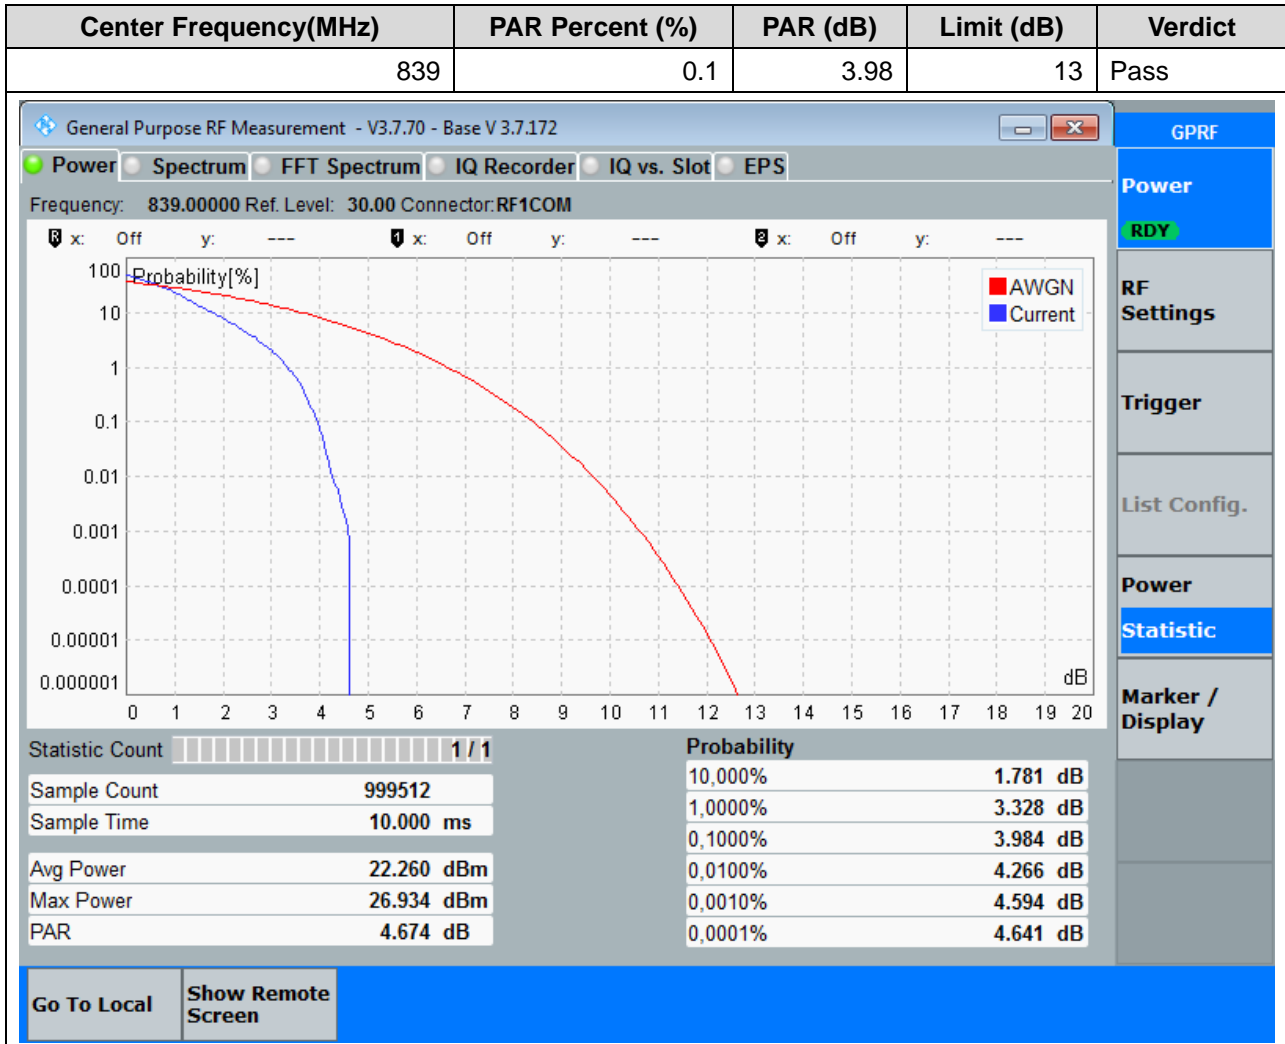 Center Frequency(MHz) PAR Percent (%) PAR (dB) Limit (dB) Verdict
839 0.1 3.98 13 Pass
General Purpose RF Measurement - V3.7.70 - Base V 3.7.172
GPRF
Power Spectrum FFT Spectrum IQ Recorder IQ vs. Slot EPS
Frequency: 839.00000 Ref. Level: 30.00 Connector: RF1COM
R x: Off y: --- 1 x: Off y: --- 2 x: Off y: ---
Probability[%]
AWGN
Current
100
10
1
0.1
0.01
0.001
0.0001
0.00001
0.000001
dB
0 1 2 3 4 5 6 7 8 9 10 11 12 13 14 15 16 17 18 19 20
Statistic Count 1 / 1
Sample Count 999512
Sample Time 10.000 ms
Avg Power 22.260 dBm
Max Power 26.934 dBm
PAR 4.674 dB
Probability
10,000% 1.781 dB
1,0000% 3.328 dB
0,1000% 3.984 dB
0,0100% 4.266 dB
0,0010% 4.594 dB
0,0001% 4.641 dB
Power
RDY
RF
Settings
Trigger
List Config.
Power
Statistic
Marker /
Display
Go To Local
Show Remote
Screen